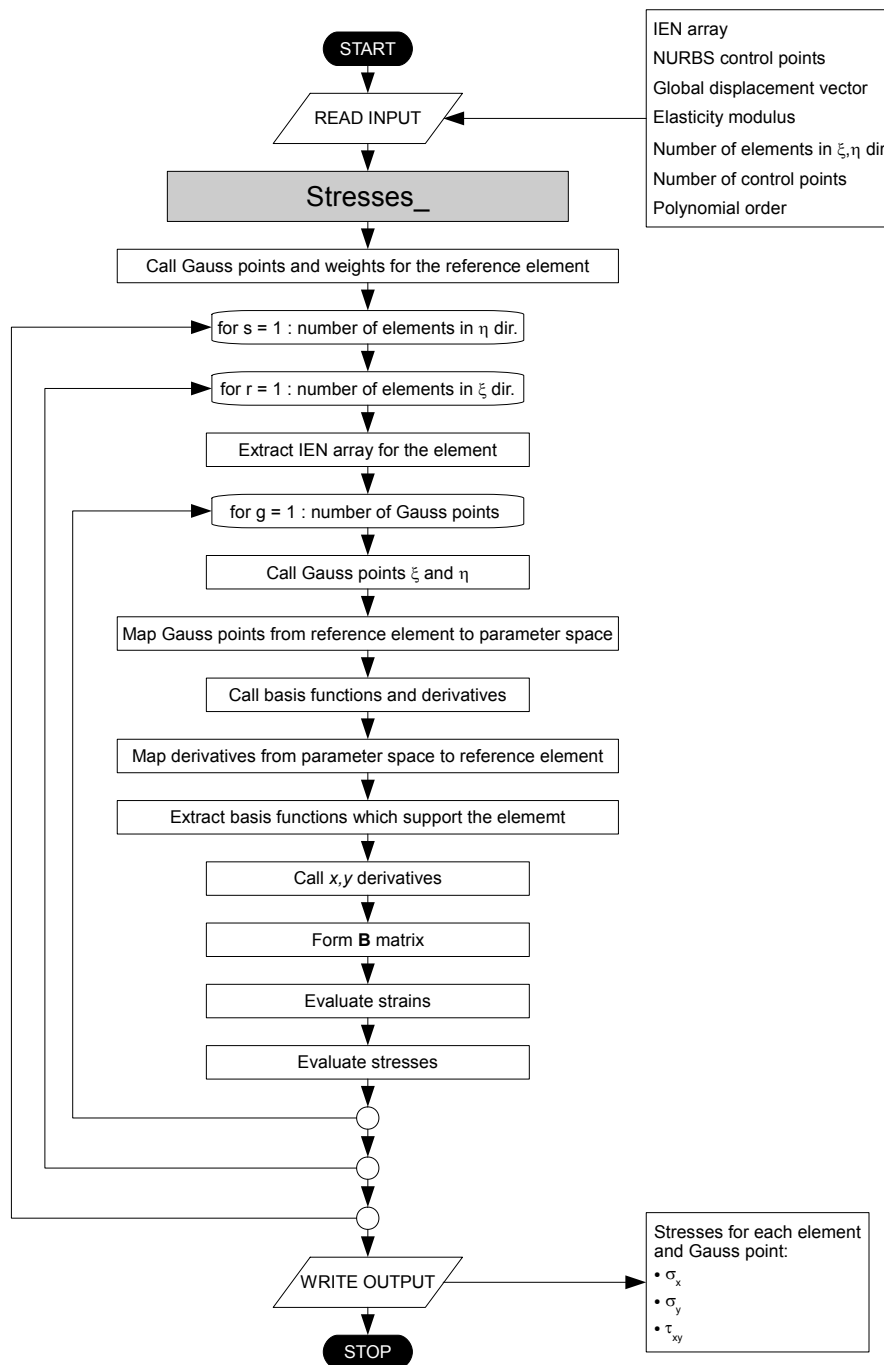 START
READ INPUT
IEN array
NURBS control points
Global displacement vector
Elasticity modulus
Number of elements in ξ,η dir
Number of control points
Polynomial order
Stresses_
Call Gauss points and weights for the reference element
for s = 1 : number of elements in η dir.
for r = 1 : number of elements in ξ dir.
Extract IEN array for the element
for g = 1 : number of Gauss points
Call Gauss points ξ and η
Map Gauss points from reference element to parameter space
Call basis functions and derivatives
Map derivatives from parameter space to reference element
Extract basis functions which support the elememt
Call x,y derivatives
Form B matrix
Evaluate strains
Evaluate stresses
WRITE OUTPUT
Stresses for each element
and Gauss point:
• σx
• σy
• τxy
STOP